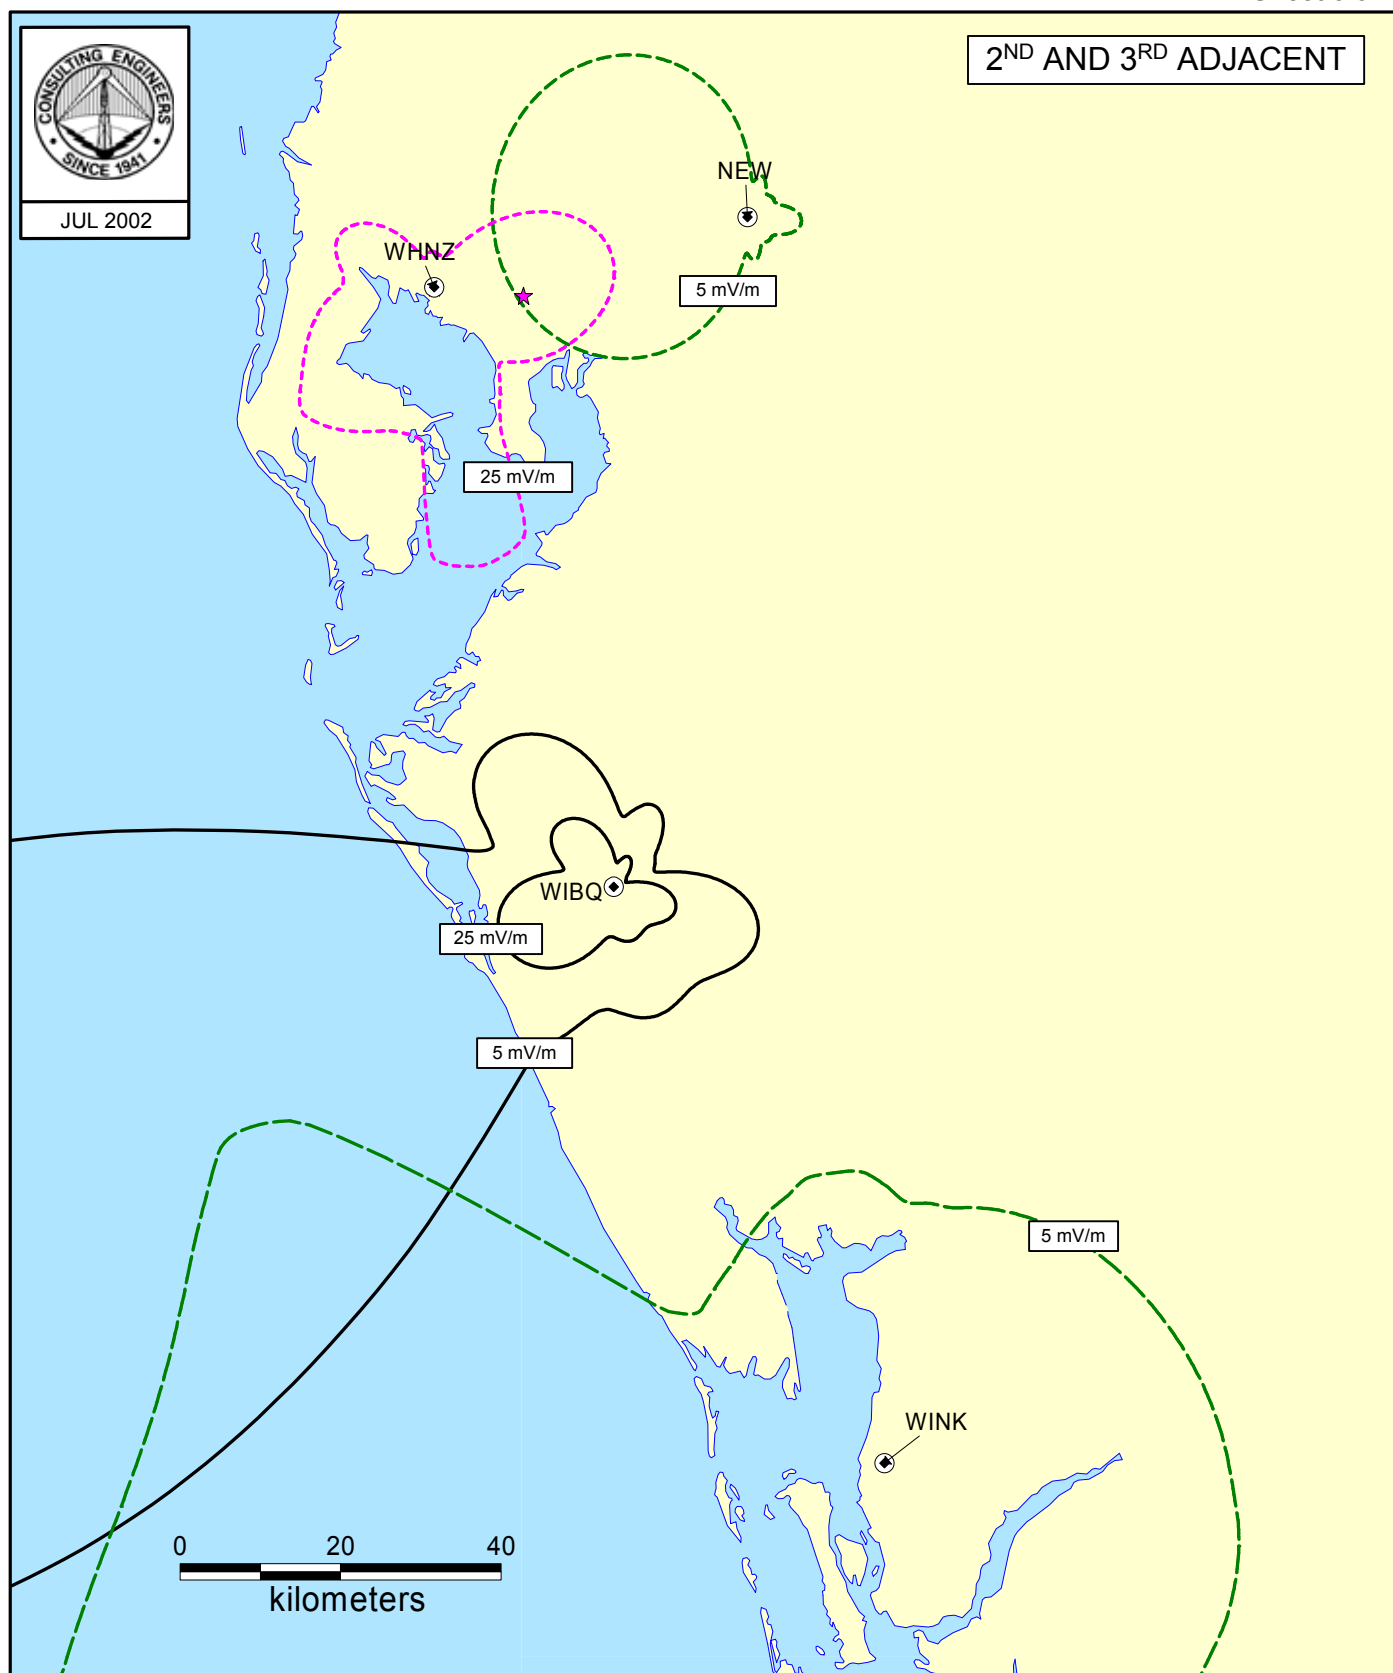 2ND AND 3RD ADJACENT
CONSULTING ENGINEERS
• SINCE 1941 •
JUL 2002
NEW
WHNZ
5 mV/m
25 mV/m
WIBQ
25 mV/m
5 mV/m
5 mV/m
WINK
0 20 40
kilometers